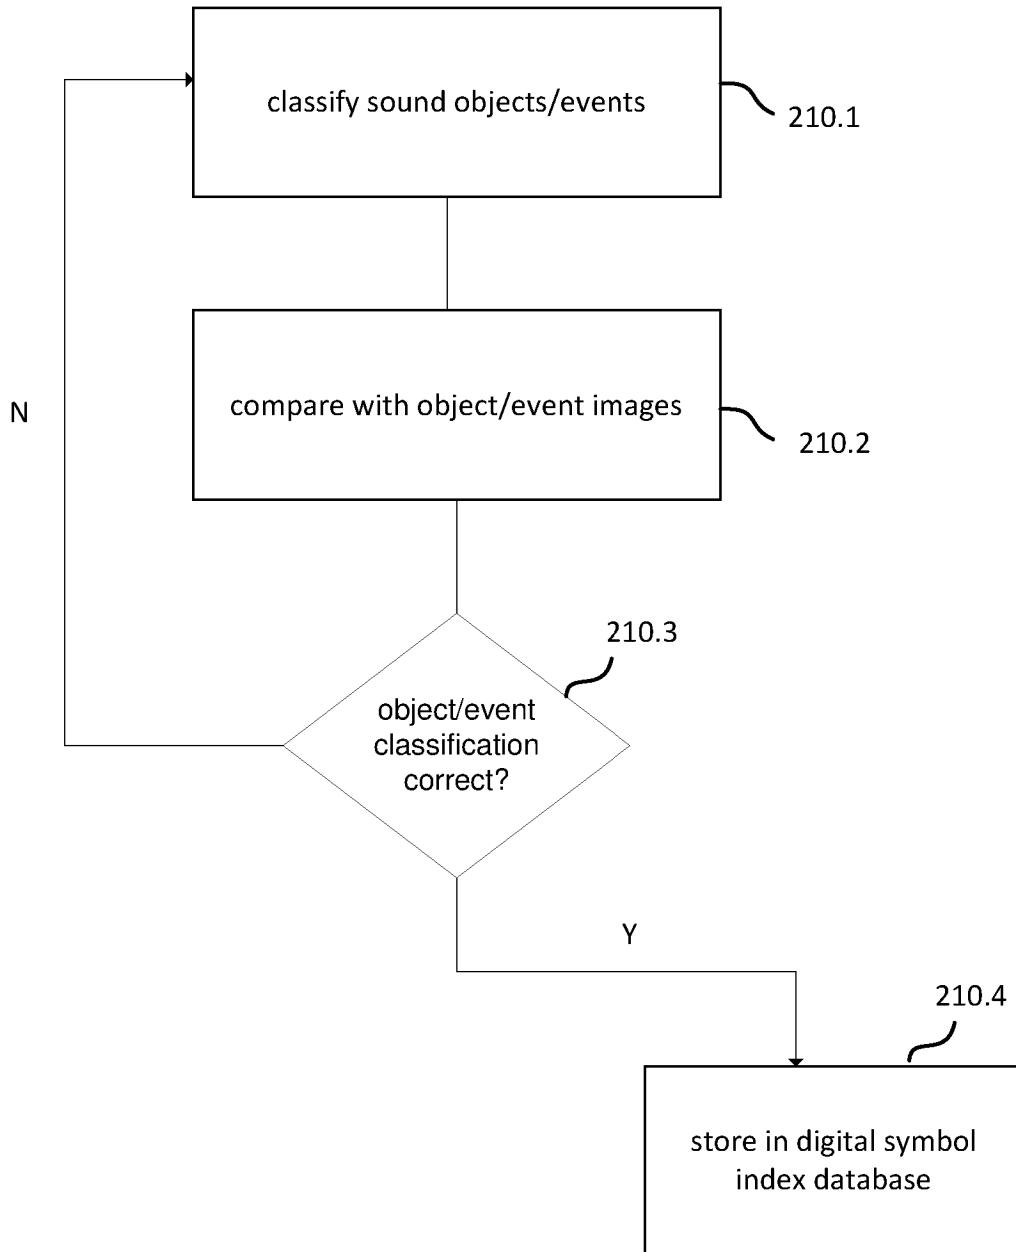 classify sound objects/events
210.1
compare with object/event images
N
210.2
210.3
object/event
classification
correct?
Y
210.4
store in digital symbol
index database